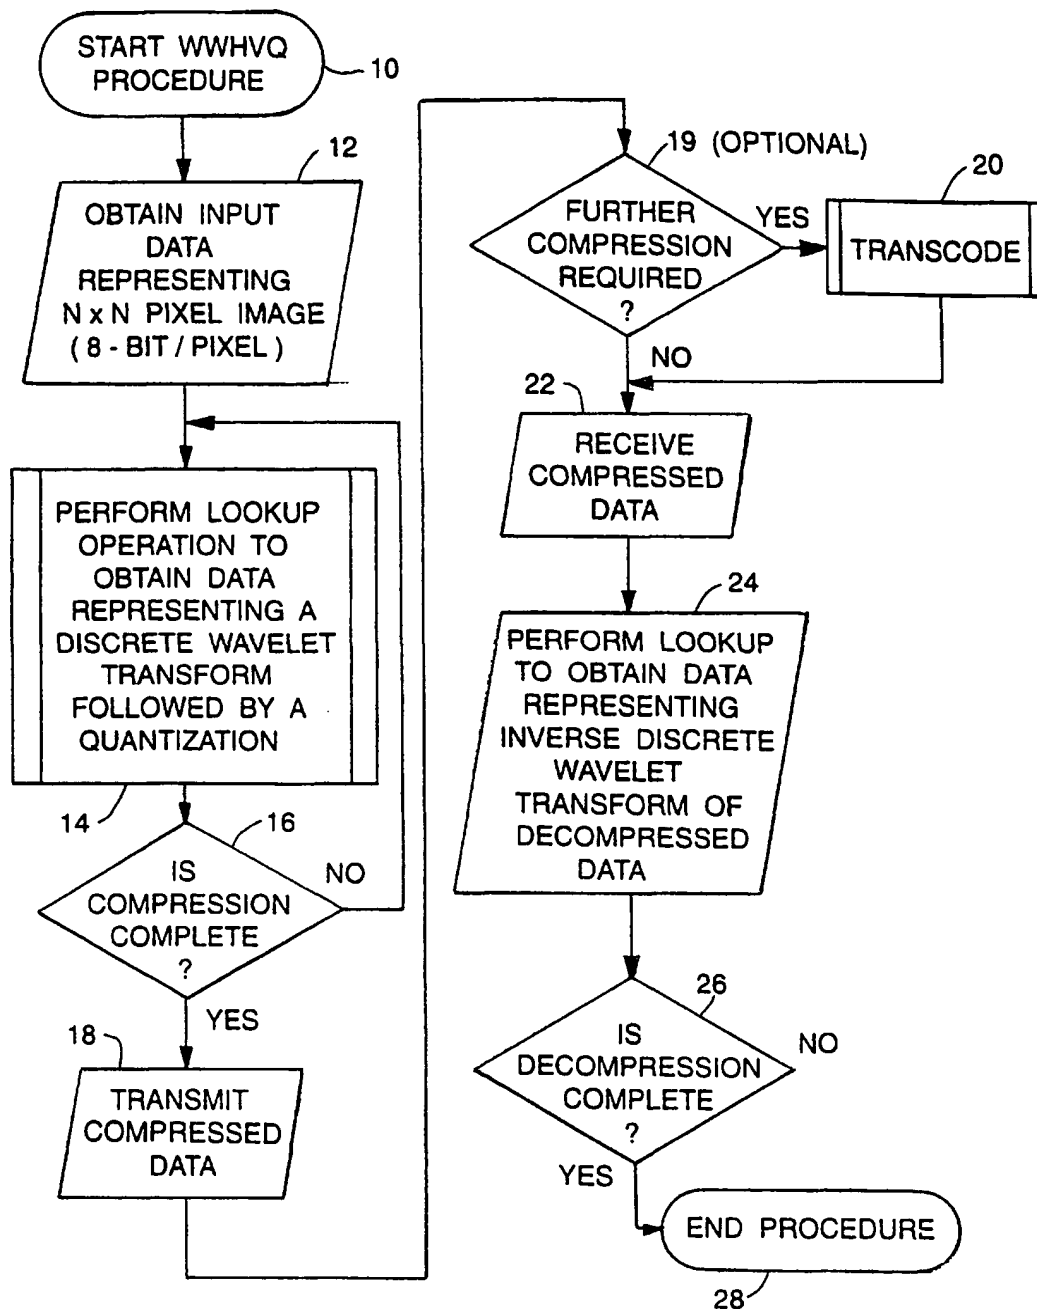 START WWHVQ
PROCEDURE
10
12
OBTAIN INPUT
DATA
REPRESENTING
N x N PIXEL IMAGE
( 8 - BIT / PIXEL )
PERFORM LOOKUP
OPERATION TO
OBTAIN DATA
REPRESENTING A
DISCRETE WAVELET
TRANSFORM
FOLLOWED BY A
QUANTIZATION
14
16
IS
COMPRESSION
COMPLETE
?
NO
YES
18
TRANSMIT
COMPRESSED
DATA
19 (OPTIONAL)
FURTHER
COMPRESSION
REQUIRED
?
YES
20
TRANSCODE
NO
22
RECEIVE
COMPRESSED
DATA
24
PERFORM LOOKUP
TO OBTAIN DATA
REPRESENTING
INVERSE DISCRETE
WAVELET
TRANSFORM OF
DECOMPRESSED
DATA
26
IS
DECOMPRESSION
COMPLETE
?
NO
YES
END PROCEDURE
28